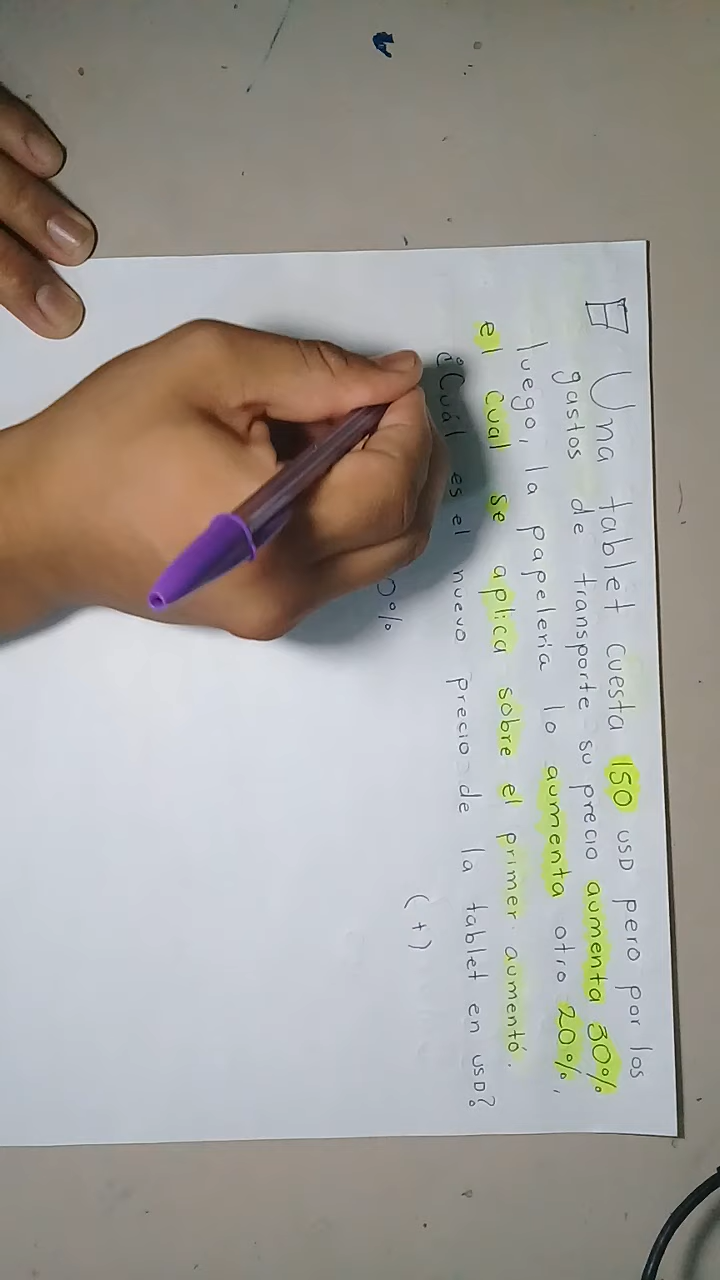 Una tablet cuesta 150 USD pero por los
gastos de transporte su precio aumenta 30%
luego, la papelería lo aumenta otro 20%,
el cual se aplica sobre el primer aumentó.
¿Cuál es el nuevo precio de la tablet en USD?
(+)
0%